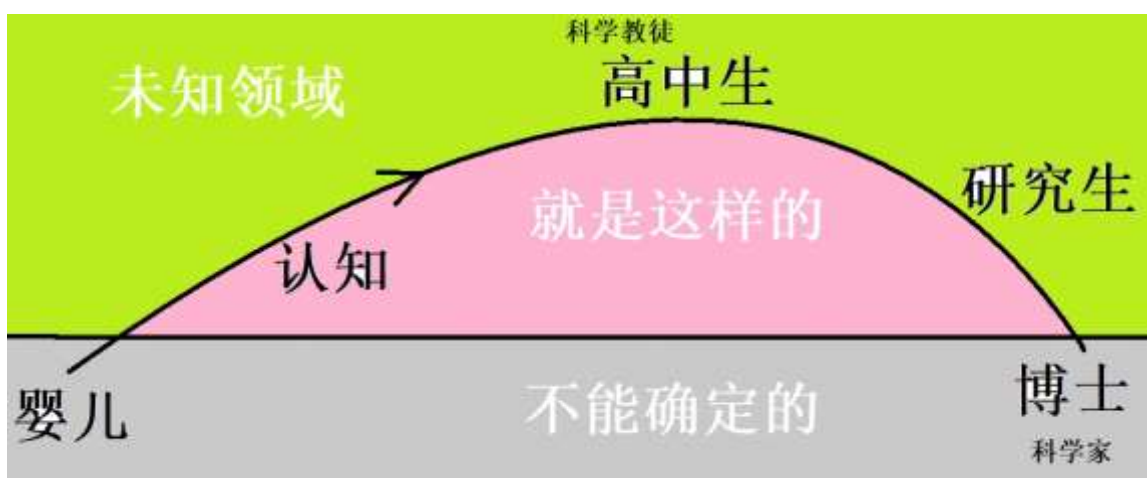 科学教徒
未知领域
高中生
研究生
就是这样的
认知
婴儿
不能确定的
博士
科学家